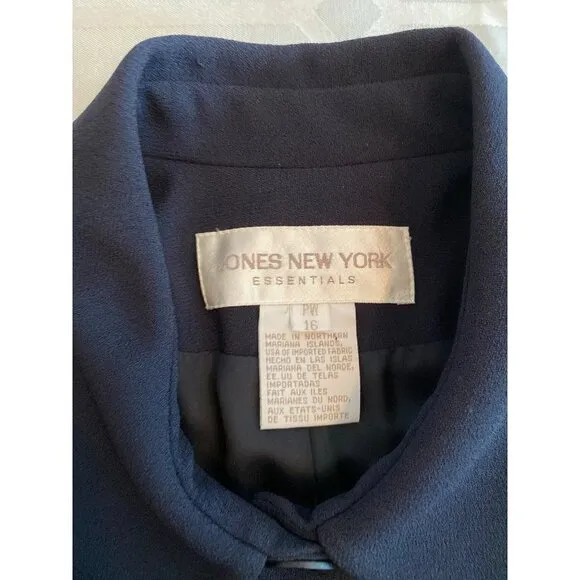 JONES NEW YORK
ESSENTIALS
PW
16
MADE IN NORTHERN
MARIANA ISLANDS,
USA OF IMPORTED FABRIC
HECHO EN LAS ISLAS
MARIANA DEL NORDE,
EE.UU DE TELAS
IMPORTADAS
FAIT AUX ILES
MARIANES DU NORD,
AUX ETATS-UNIS
DE TISSU IMPORTE